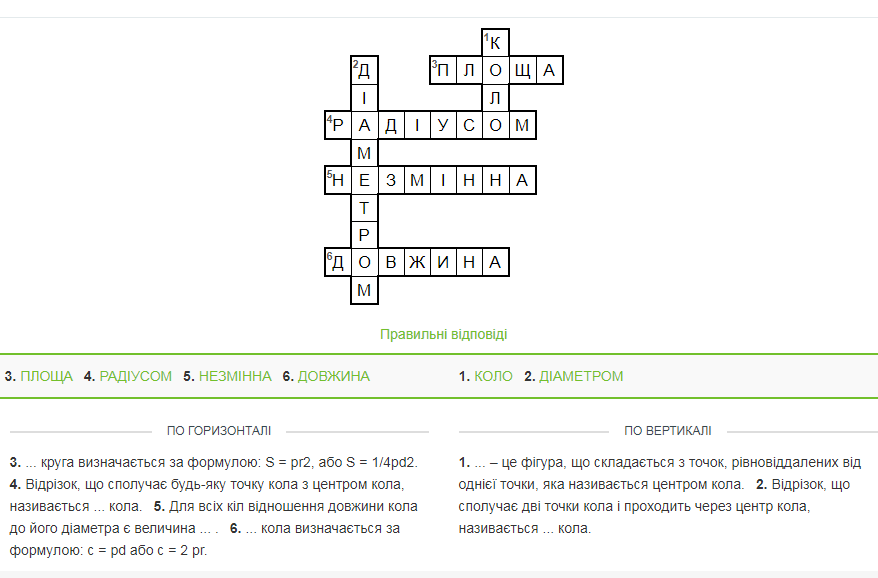 1К
2Д 3ПЛОЩА
І Л
4РАДІУСОМ
М
5НЕЗМІННА
Т
Р
6ДОВЖИНА
М
Правильні відповіді
3. ПЛОЩА 4. РАДІУСОМ 5. НЕЗМІННА 6. ДОВЖИНА
1. КОЛО 2. ДІАМЕТРОМ
ПО ГОРИЗОНТАЛІ
3. ... круга визначається за формулою: S = pr2, або S = 1/4pd2.
4. Відрізок, що сполучає будь-яку точку кола з центром кола,
називається ... кола. 5. Для всіх кіл відношення довжини кола
до його діаметра є величина ... . 6. ... кола визначається за
формулою: c = pd або c = 2 pr.
ПО ВЕРТИКАЛІ
1. ... – це фігура, що складається з точок, рівновіддалених від
однієї точки, яка називається центром кола. 2. Відрізок, що
сполучає дві точки кола і проходить через центр кола,
називається ... кола.